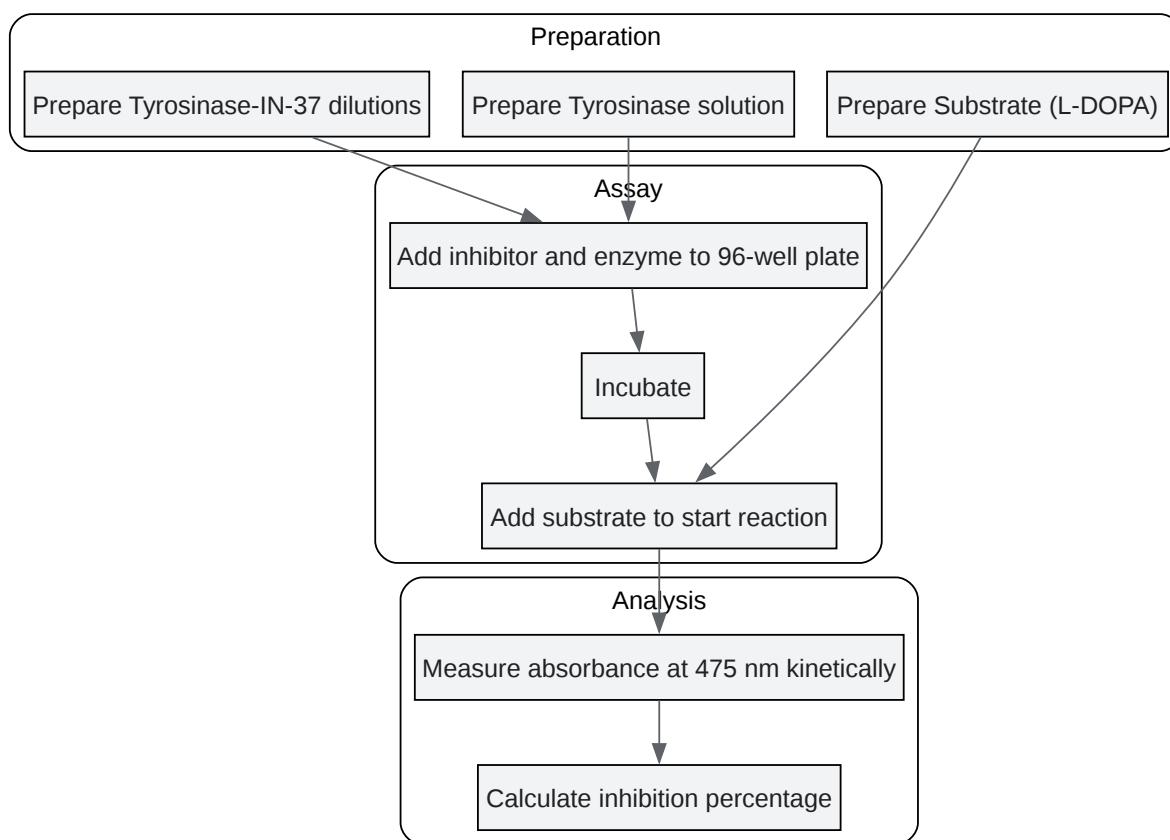 Preparation
Prepare Tyrosinase-IN-37 dilutions
Prepare Tyrosinase solution
Prepare Substrate (L-DOPA)
Assay
Add inhibitor and enzyme to 96-well plate
Incubate
Add substrate to start reaction
Analysis
Measure absorbance at 475 nm kinetically
Calculate inhibition percentage